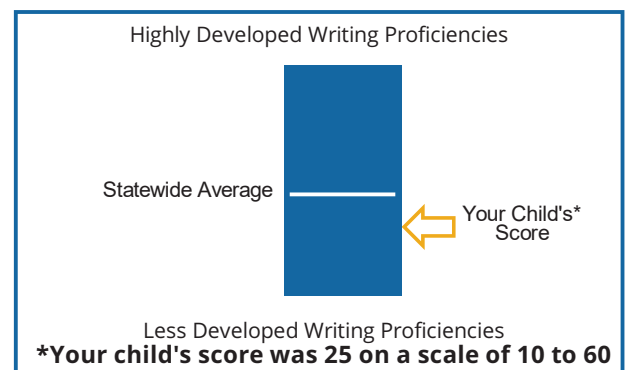 Highly Developed Writing Proficiencies
Statewide Average
Your Child's*
Score
Less Developed Writing Proficiencies
*Your child's score was 25 on a scale of 10 to 60